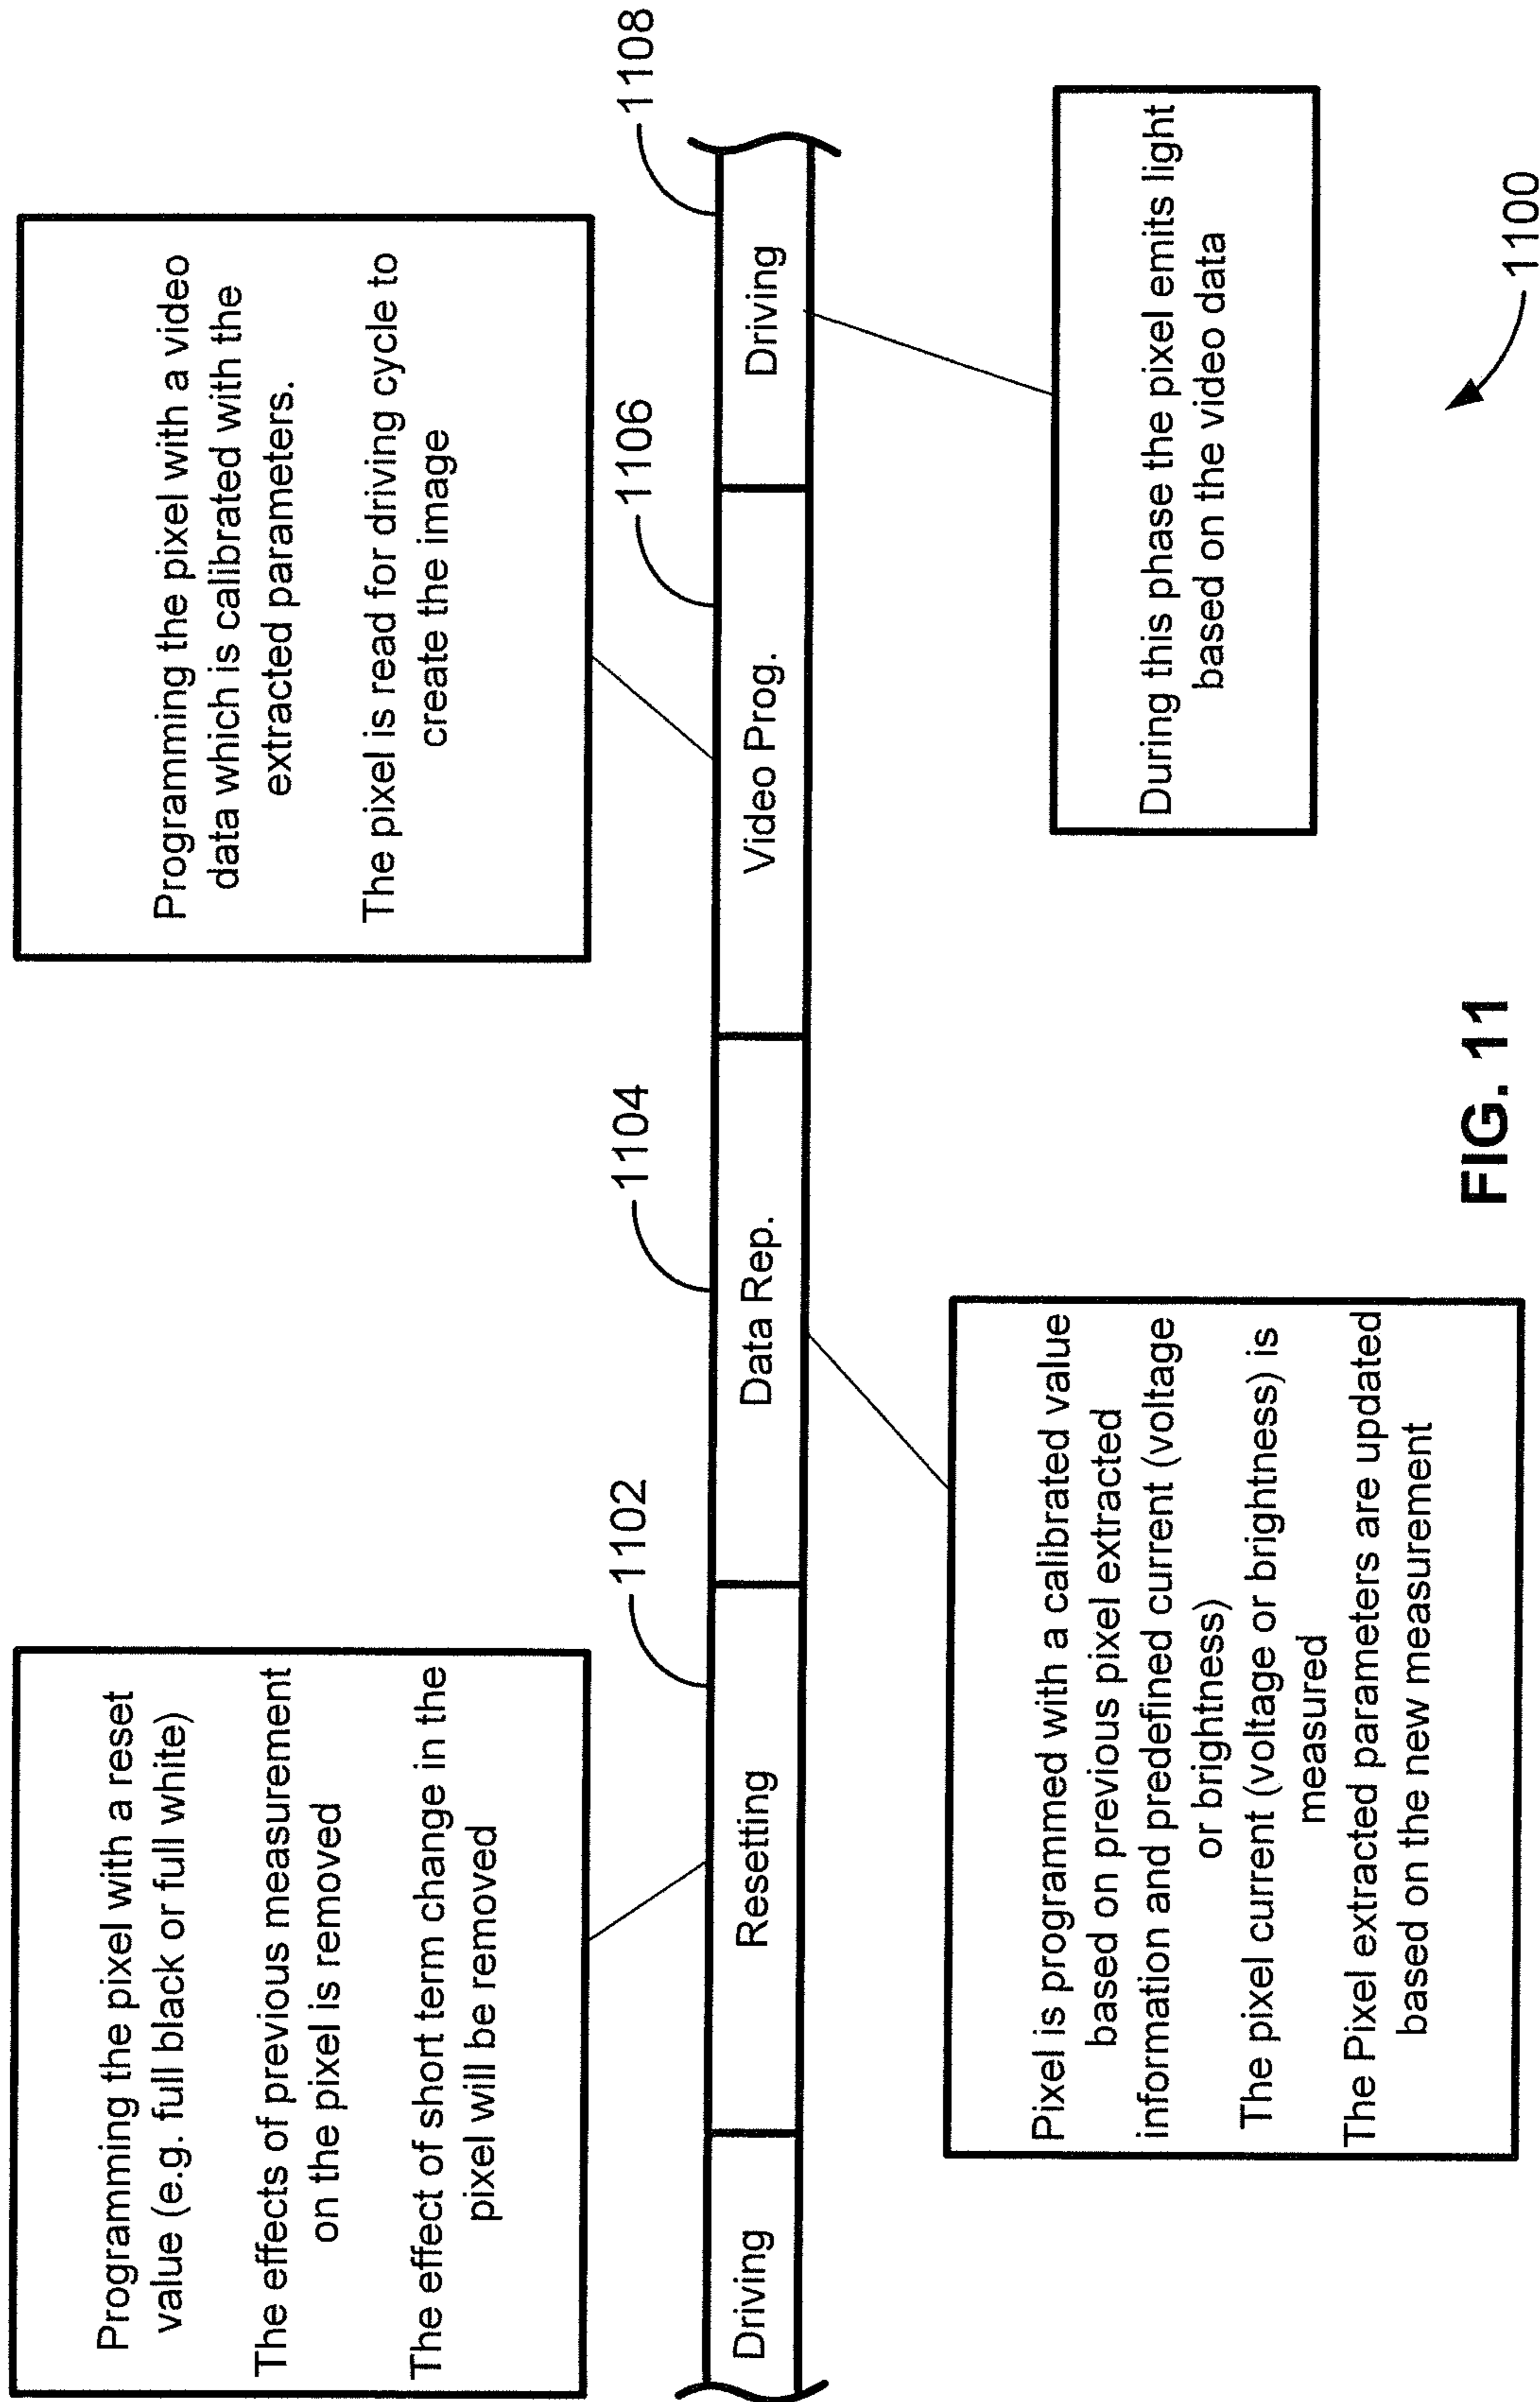 Programming the pixel with a reset
value (e.g. full black or full white)
The effects of previous measurement
on the pixel is removed
The effect of short term change in the
pixel will be removed
Programming the pixel with a video
data which is calibrated with the
extracted parameters.
The pixel is read for driving cycle to
create the image
1102
1104
1106
1108
Driving
Resetting
Data Rep.
Video Prog.
Driving
Pixel is programmed with a calibrated value
based on previous pixel extracted
information and predefined current (voltage
or brightness)
The pixel current (voltage or brightness) is
measured
The Pixel extracted parameters are updated
based on the new measurement
During this phase the pixel emits light
based on the video data
1100
FIG. 11